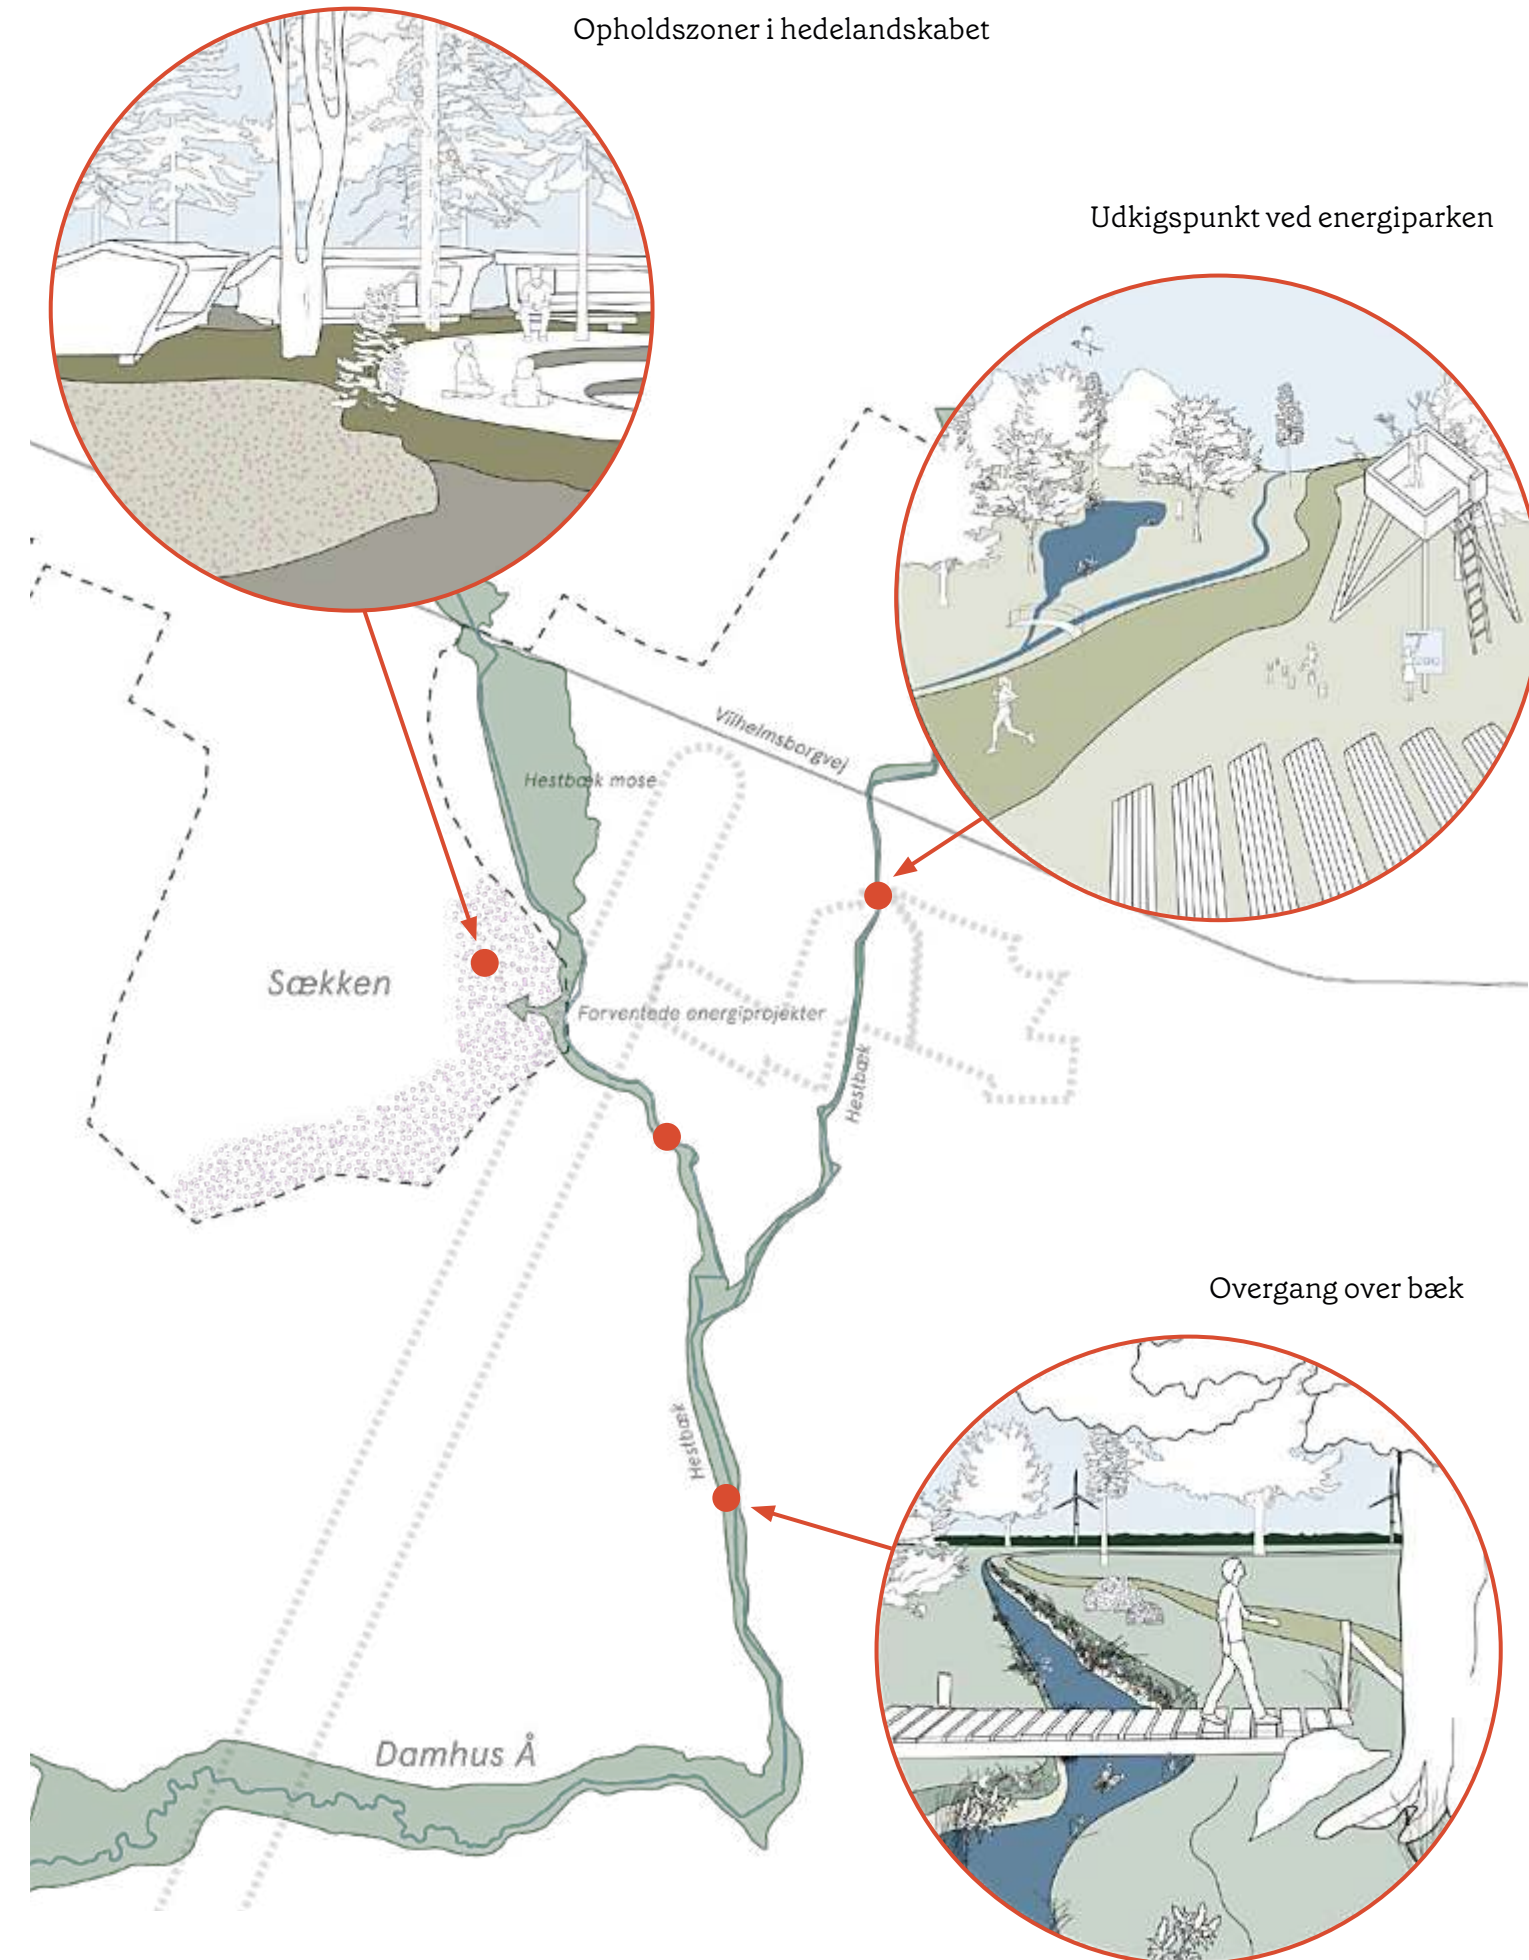 Opholdszoner i hedelandskabet
Udkigspunkt ved energiparken
Vilhelmsborgvej
Hestbæk mose
Sækken
Forventede energiprojekter
Hestbæk
Overgang over bæk
Hestbæk
Damhus Å